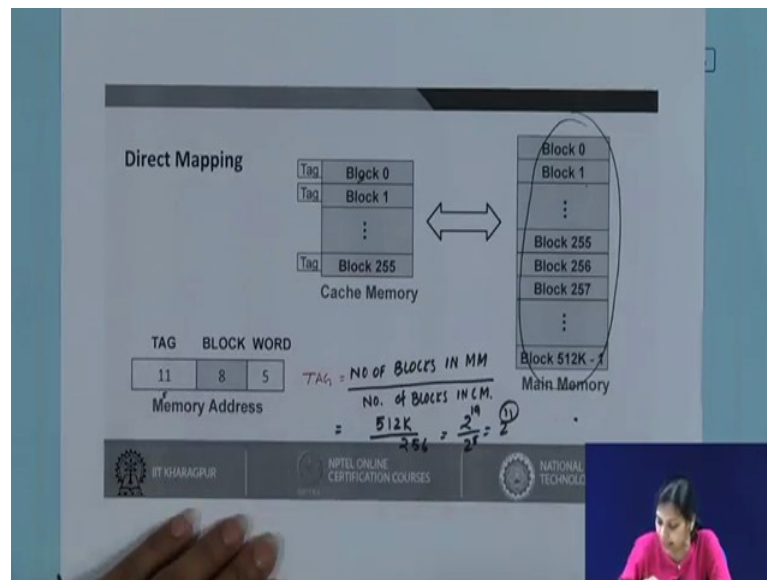 Direct Mapping
Tag Block 0
Tag Block 1
⋮
Tag Block 255
Cache Memory
Block 0
Block 1
⋮
Block 255
Block 256
Block 257
⋮
Block 512K - 1
Main Memory
TAG BLOCK WORD
11 8 5
Memory Address
TAG = NO OF BLOCKS IN MM
NO. of BLOCKS IN CM.
= 512K / 256 = 2^19 / 2^8 = 2^11
IIT KHARAGPUR
NPTEL ONLINE
CERTIFICATION COURSES
NATIONAL